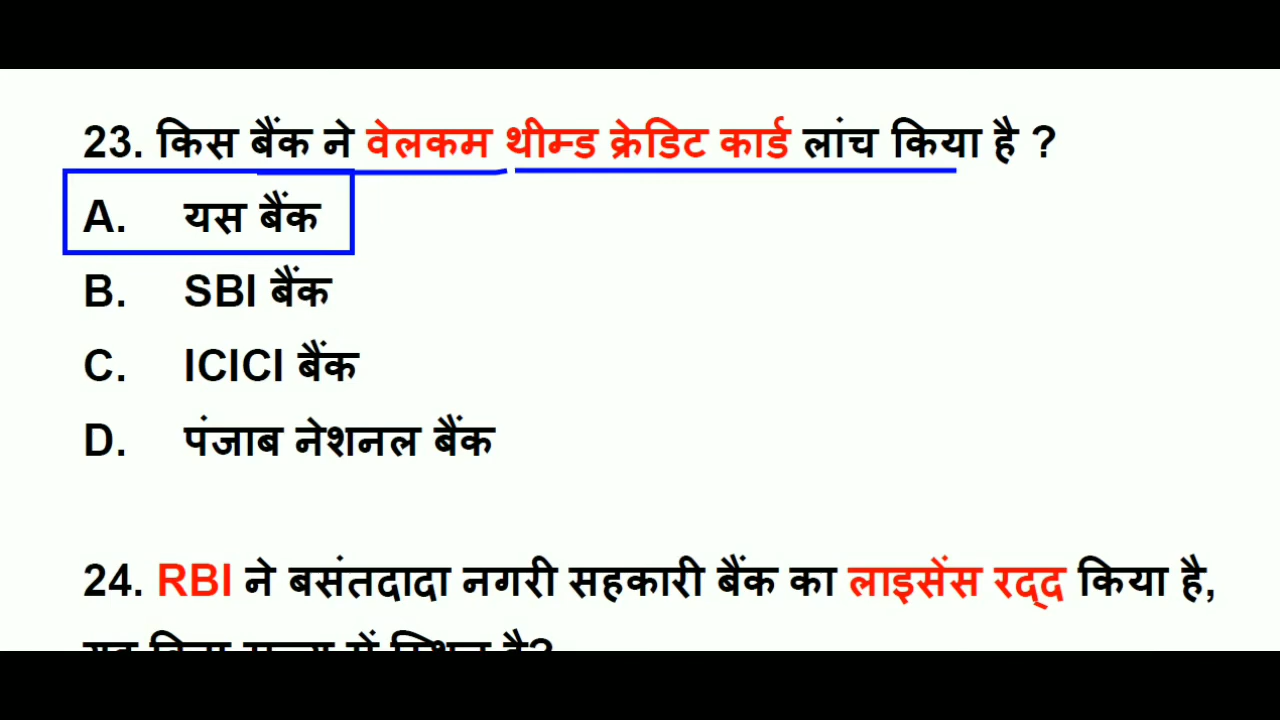 23. किस बैंक ने वेलकम थीम्ड क्रेडिट कार्ड लांच किया है ?
A. यस बैंक
B. SBI बैंक
C. ICICI बैंक
D. पंजाब नेशनल बैंक
24. RBI ने बसंतदादा नगरी सहकारी बैंक का लाइसेंस रद्द किया है,
में स्थित है?